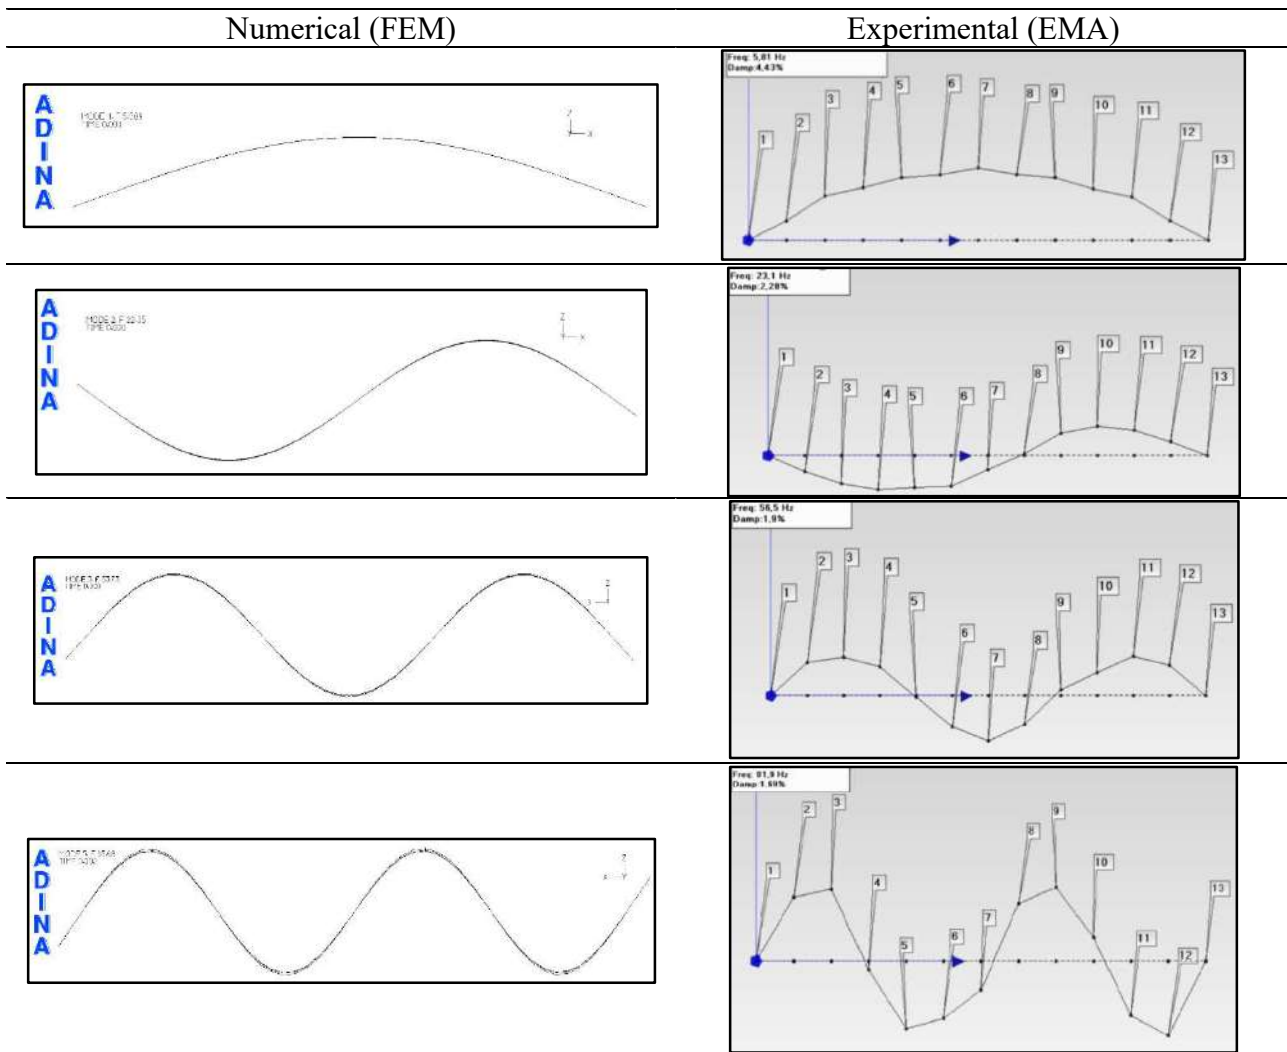 Numerical (FEM) Experimental (EMA)
ADINA
Z
X
Freq: 5,81 Hz
Damp:4,43%
1 2 3 4 5 6 7 8 9 10 11 12 13
ADINA
Z
X
Freq: 23,1 Hz
Damp:2,28%
1 2 3 4 5 6 7 8 9 10 11 12 13
ADINA
Z
Freq: 56,5 Hz
Damp:1,9%
1 2 3 4 5 6 7 8 9 10 11 12 13
ADINA
Z
Y
Freq: 91,9 Hz
Damp:1,69%
1 2 3 4 5 6 7 8 9 10 11 12 13